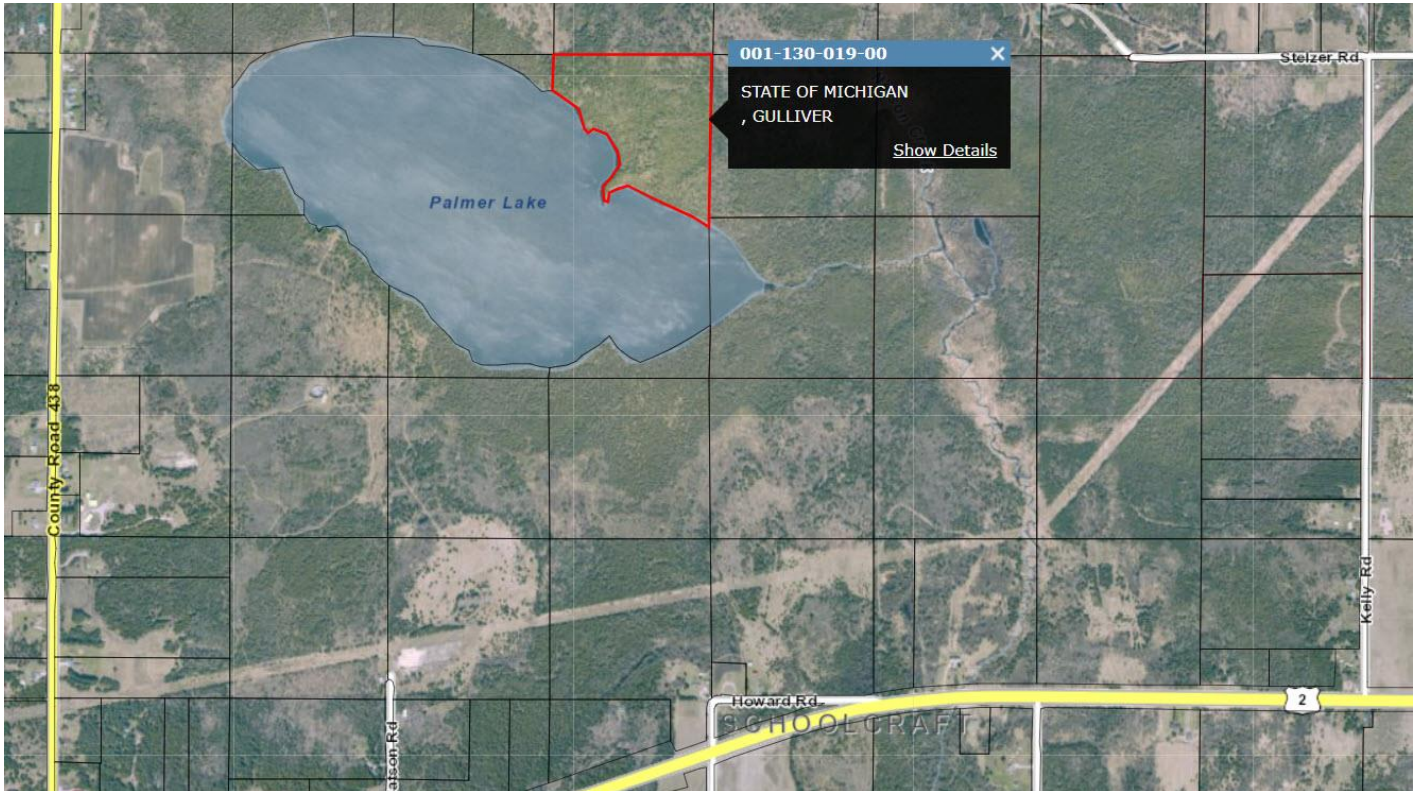 001-130-019-00
STATE OF MICHIGAN
, GULLIVER
Show Details
Stelzer Rd
Palmer Lake
County Road 438
Kelly Rd
Howard Rd
2
SCHOOLCRAFT